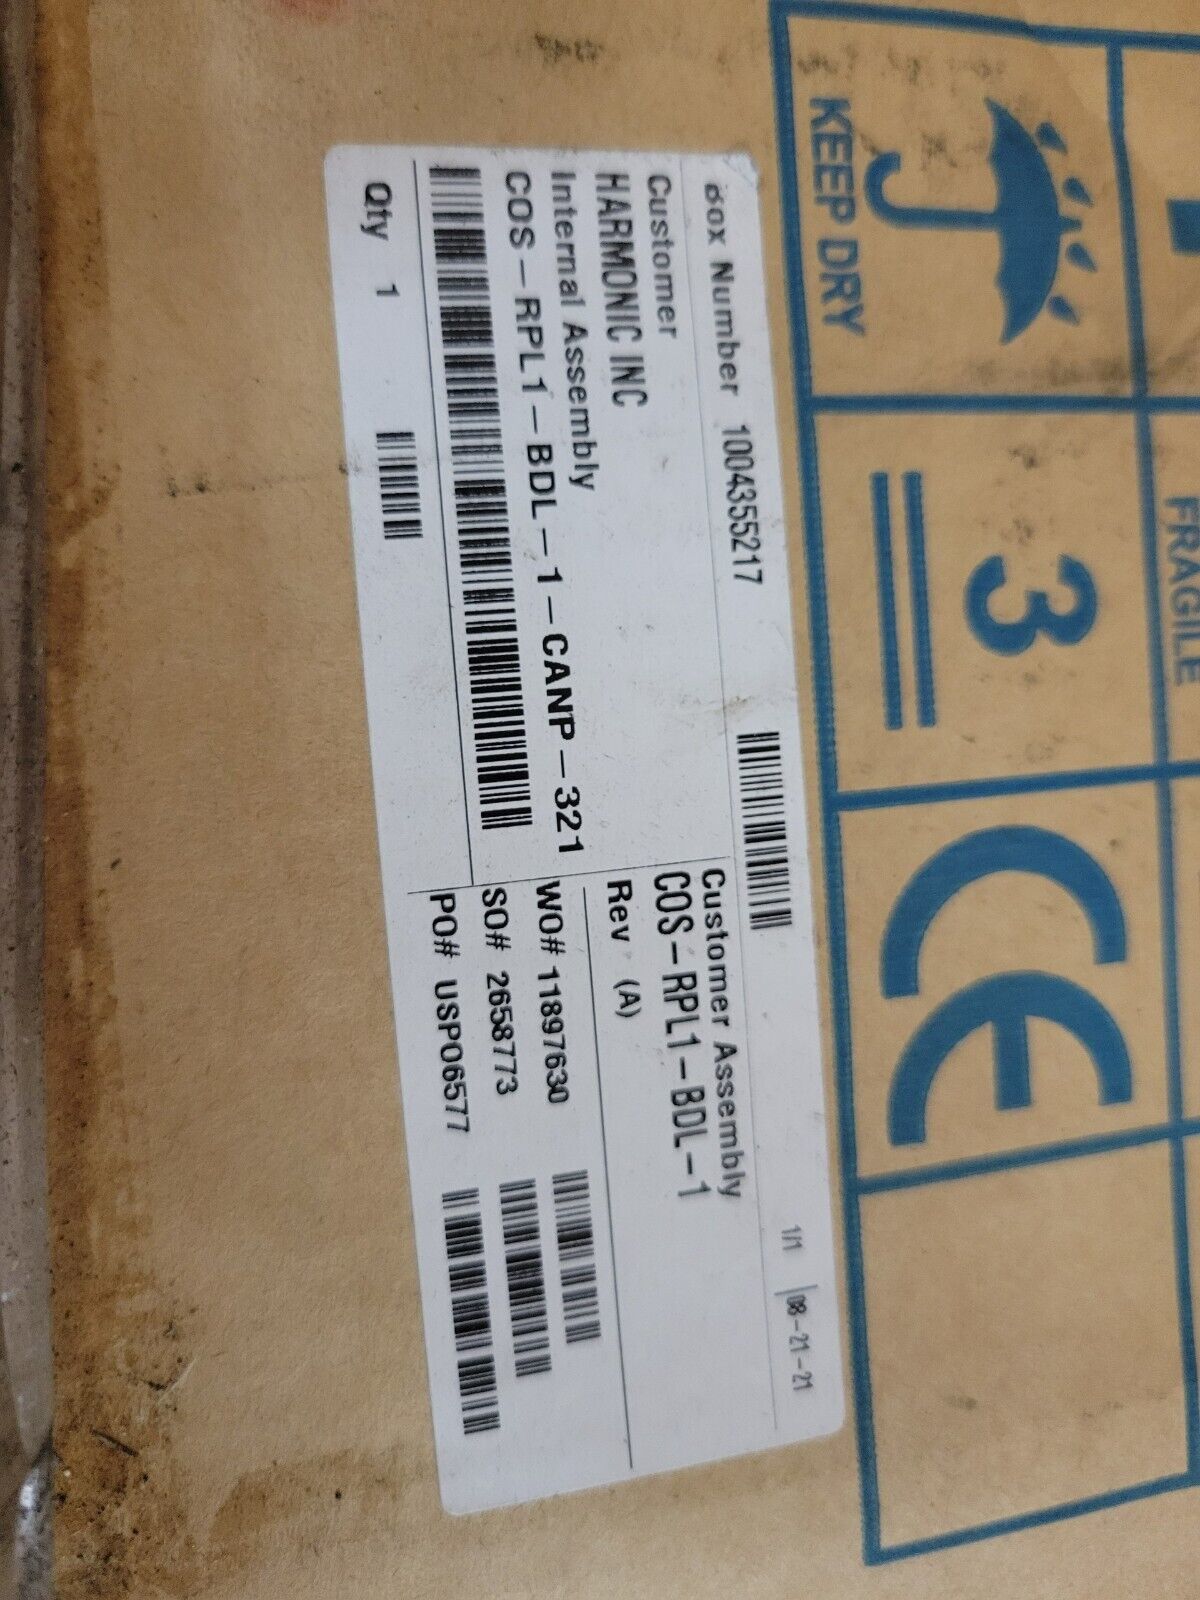 Box Number 1004355217
1/1 08-21-21
Customer
HARMONIC INC
Customer Assembly
COS-RPL1-BDL-1
Rev (A)
Internal Assembly
COS-RPL1-BDL-1-CANP-321
WO# 11897630
SO# 2658773
PO# USP06577
Qty 1
KEEP DRY
3
CE
FRAGILE